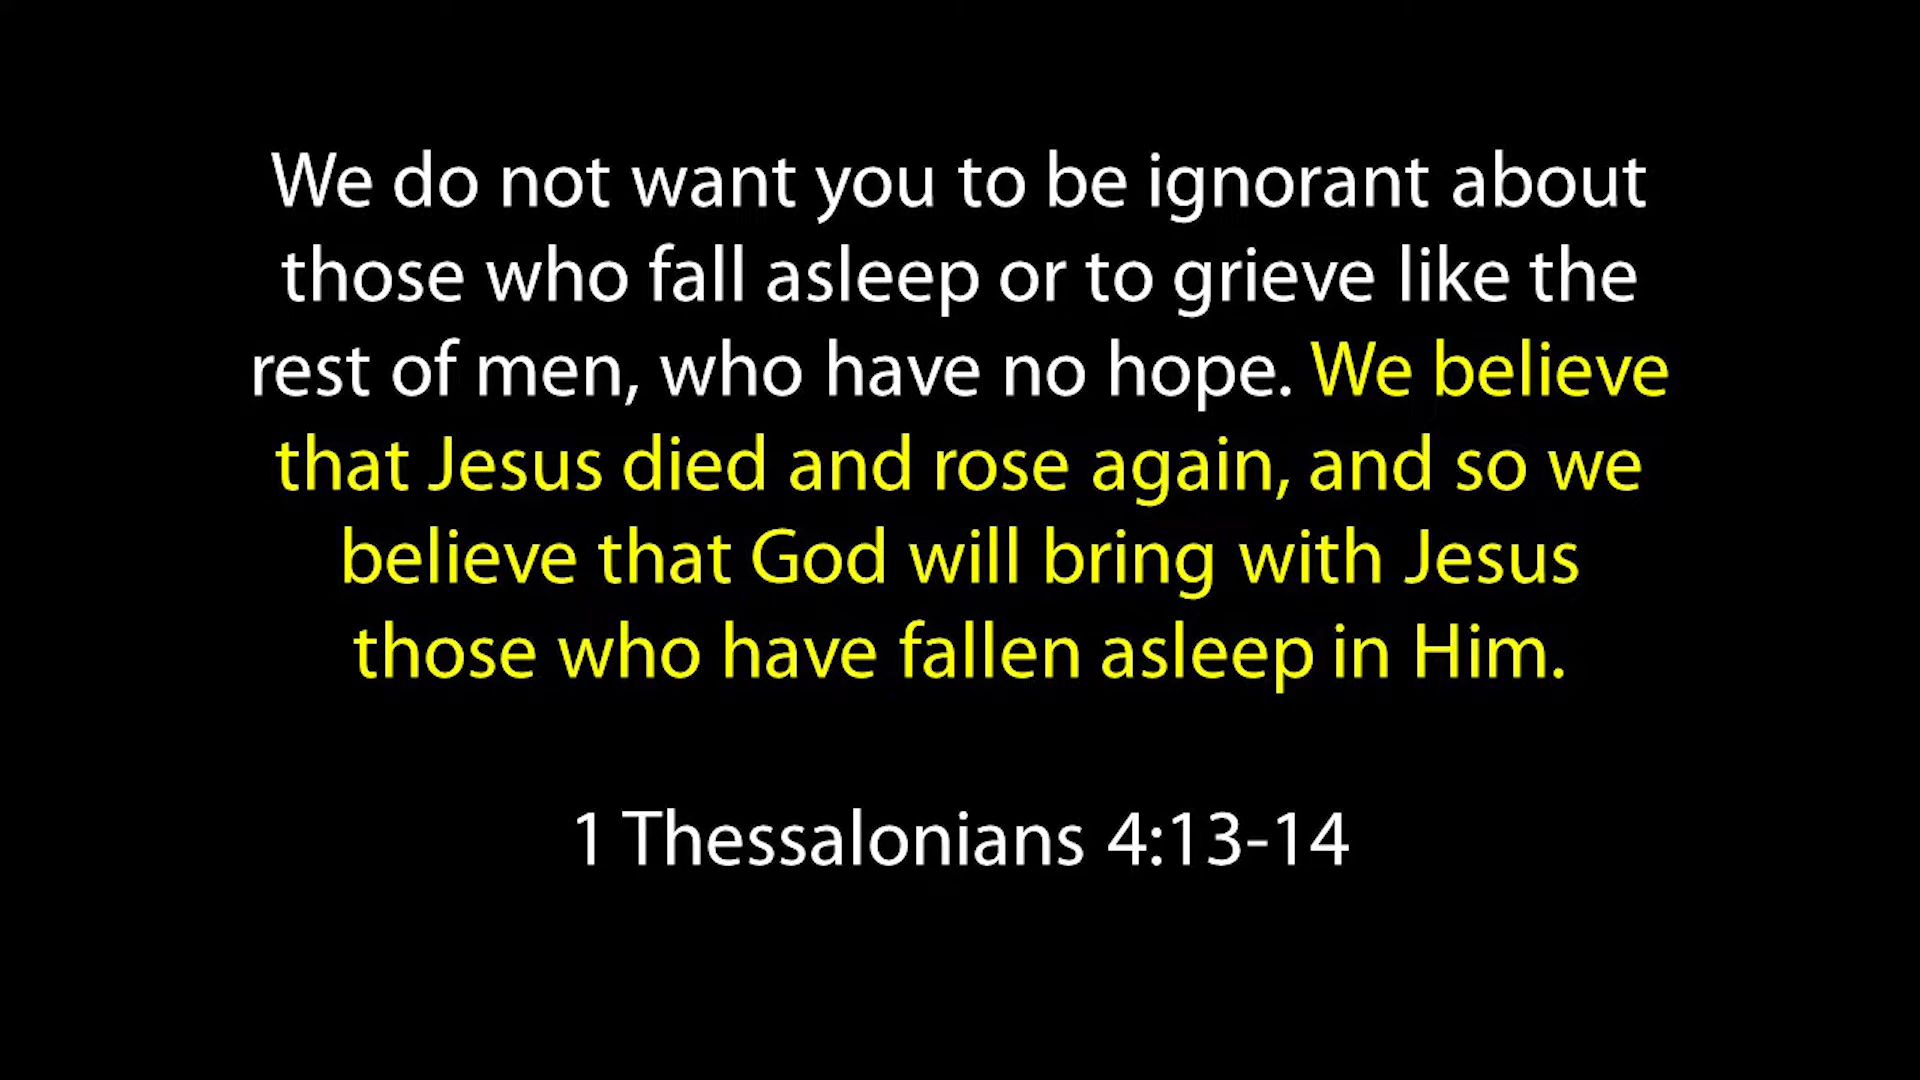 We do not want you to be ignorant about
those who fall asleep or to grieve like the
rest of men, who have no hope. We believe
that Jesus died and rose again, and so we
believe that God will bring with Jesus
those who have fallen asleep in Him.
1 Thessalonians 4:13-14